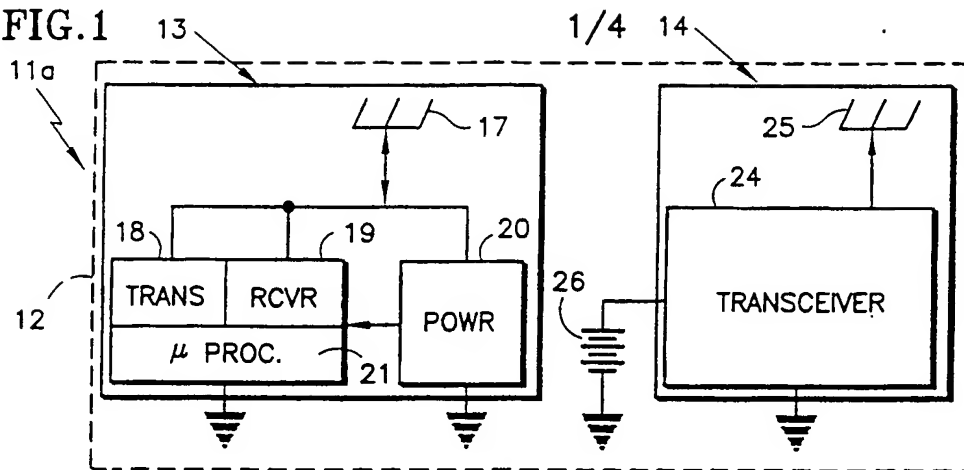 FIG.1 13 1/4 14
11a
17 25
24
18 19 20
TRANS RCVR 26
12 POWR TRANSCEIVER
μ PROC. 21